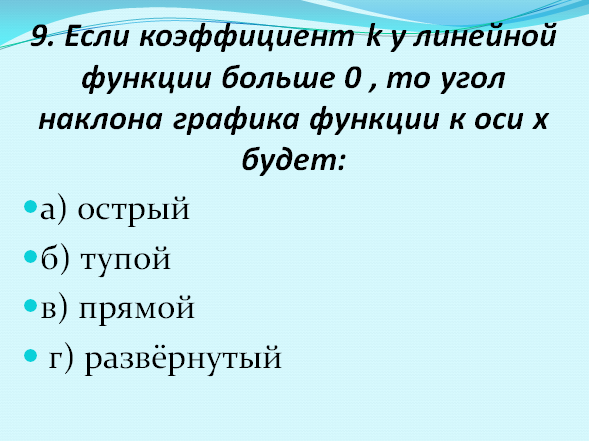 9. Если коэффициент k у линейной
функции больше 0 , то угол
наклона графика функции к оси x
будет:
а) острый
б) тупой
в) прямой
г) развёрнутый